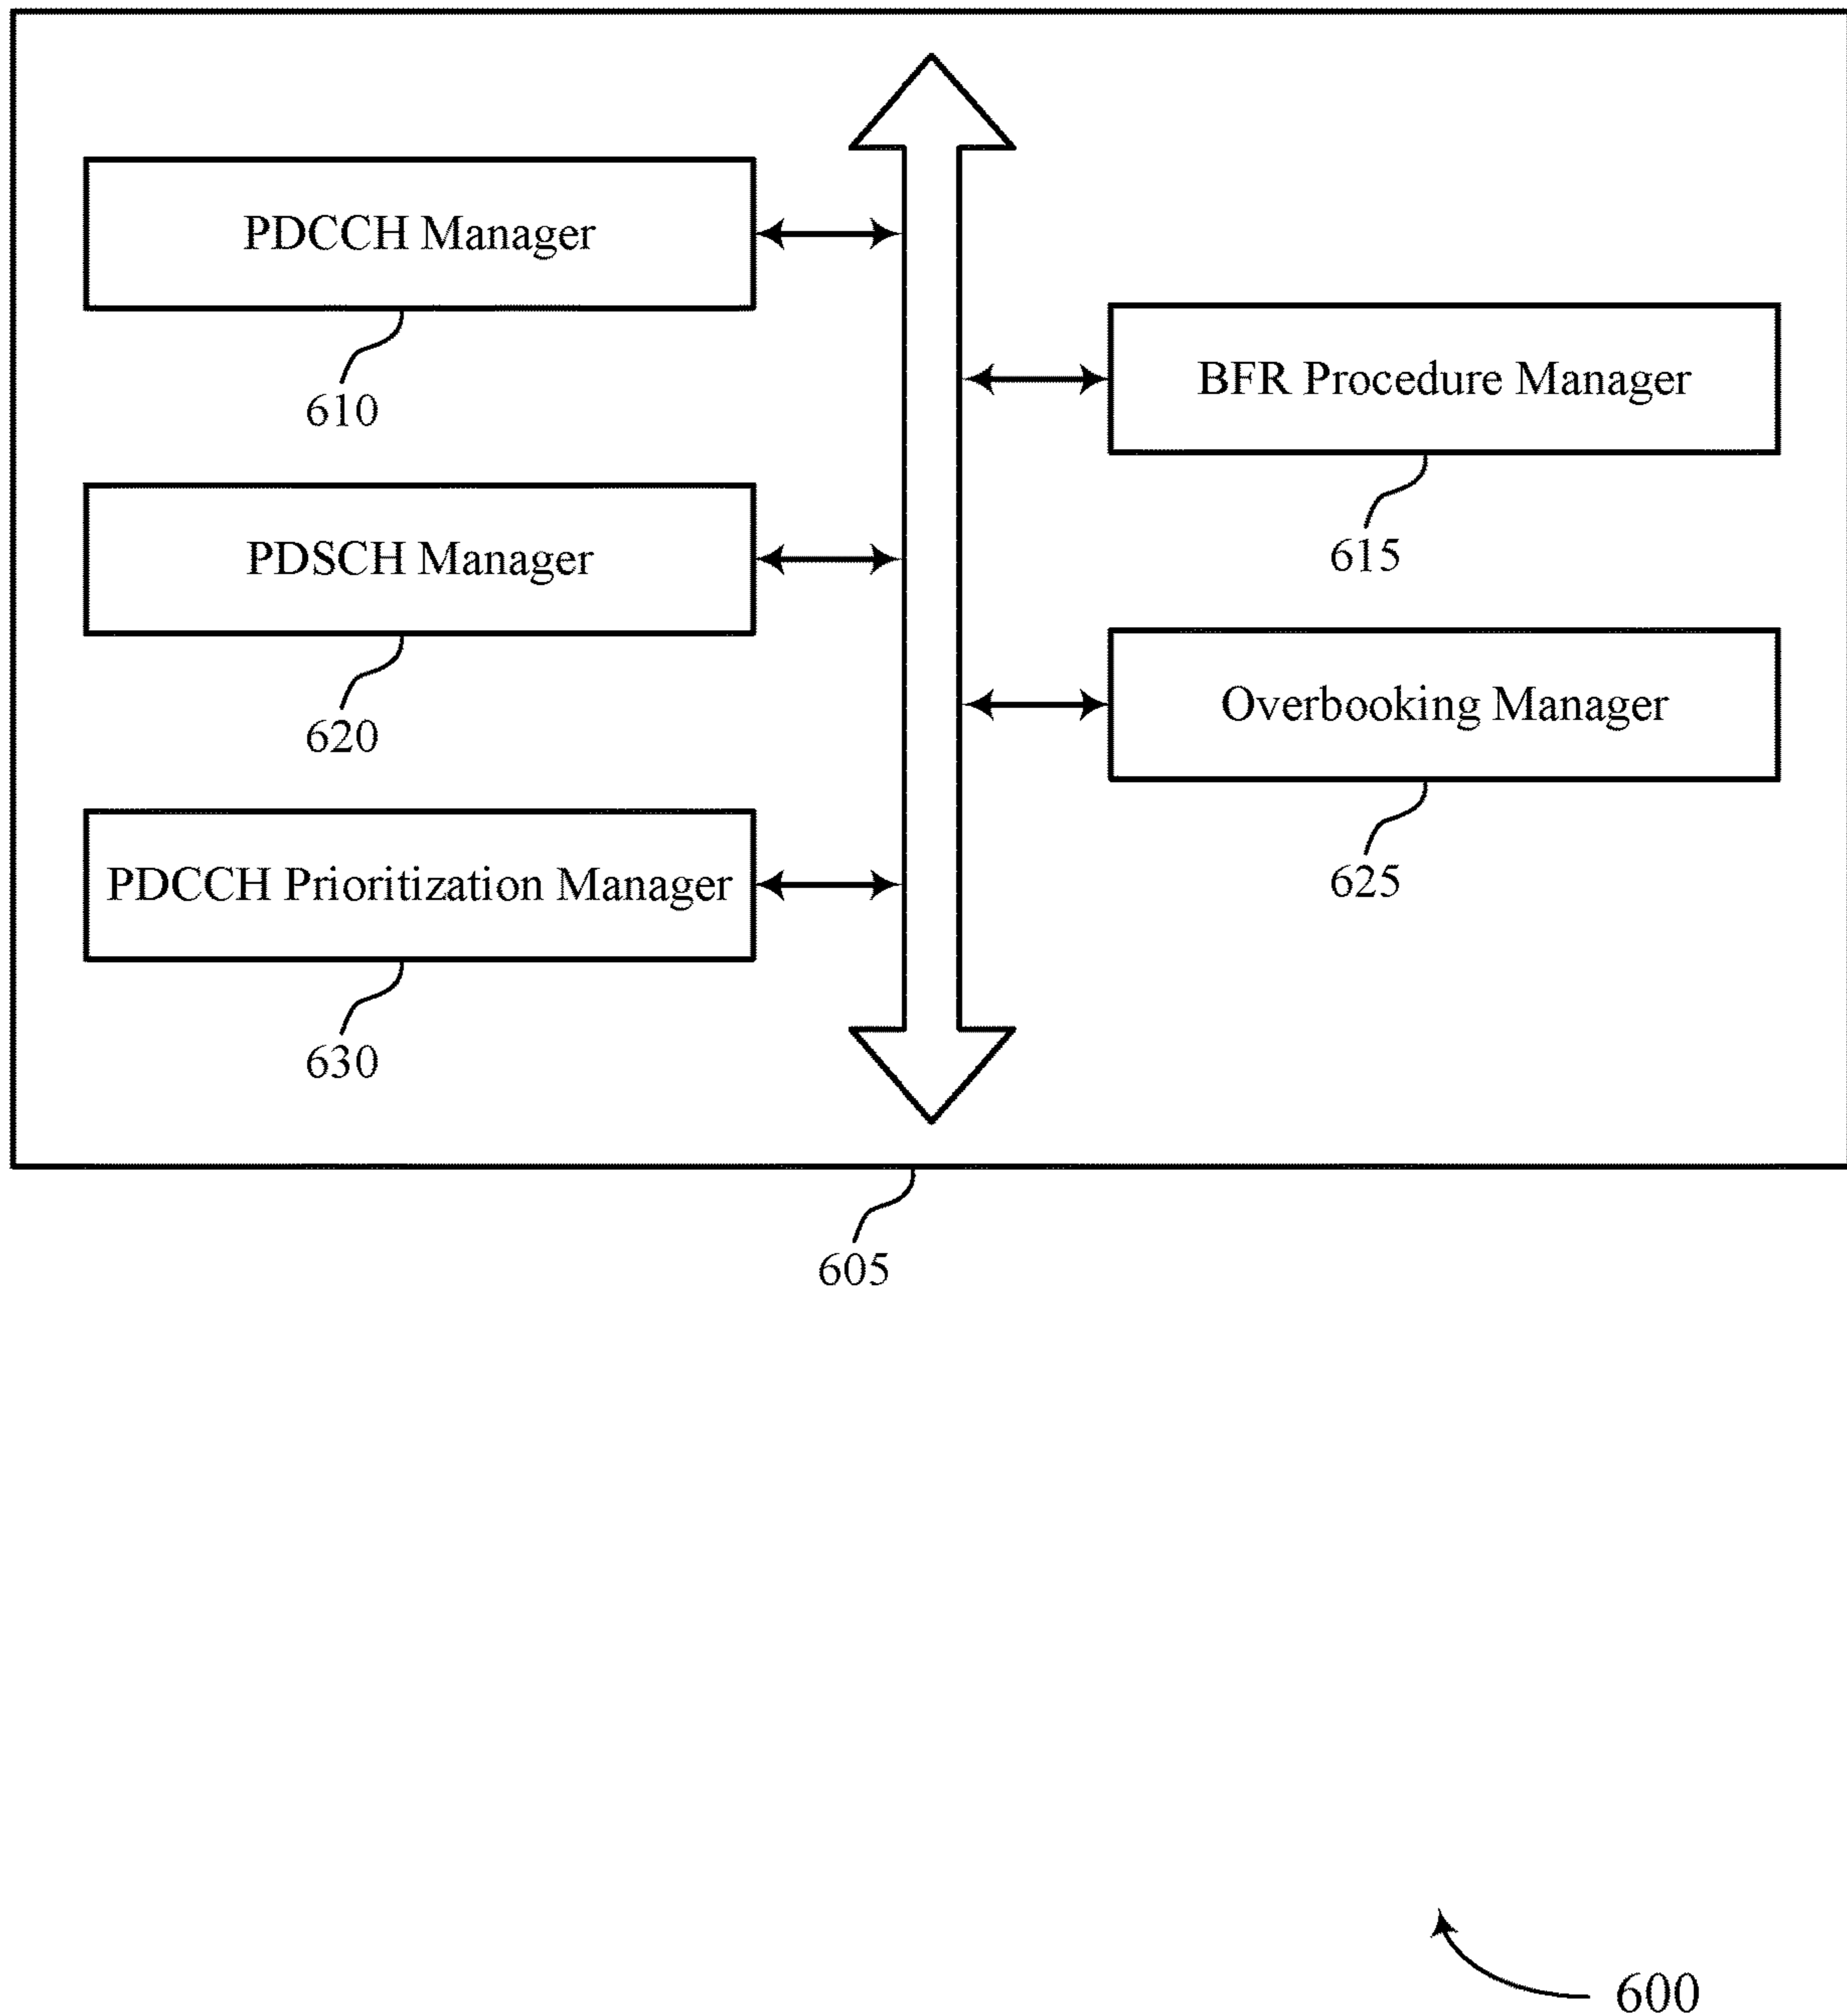 PDCCH Manager
610
BFR Procedure Manager
615
PDSCH Manager
620
Overbooking Manager
625
PDCCH Prioritization Manager
630
605
600